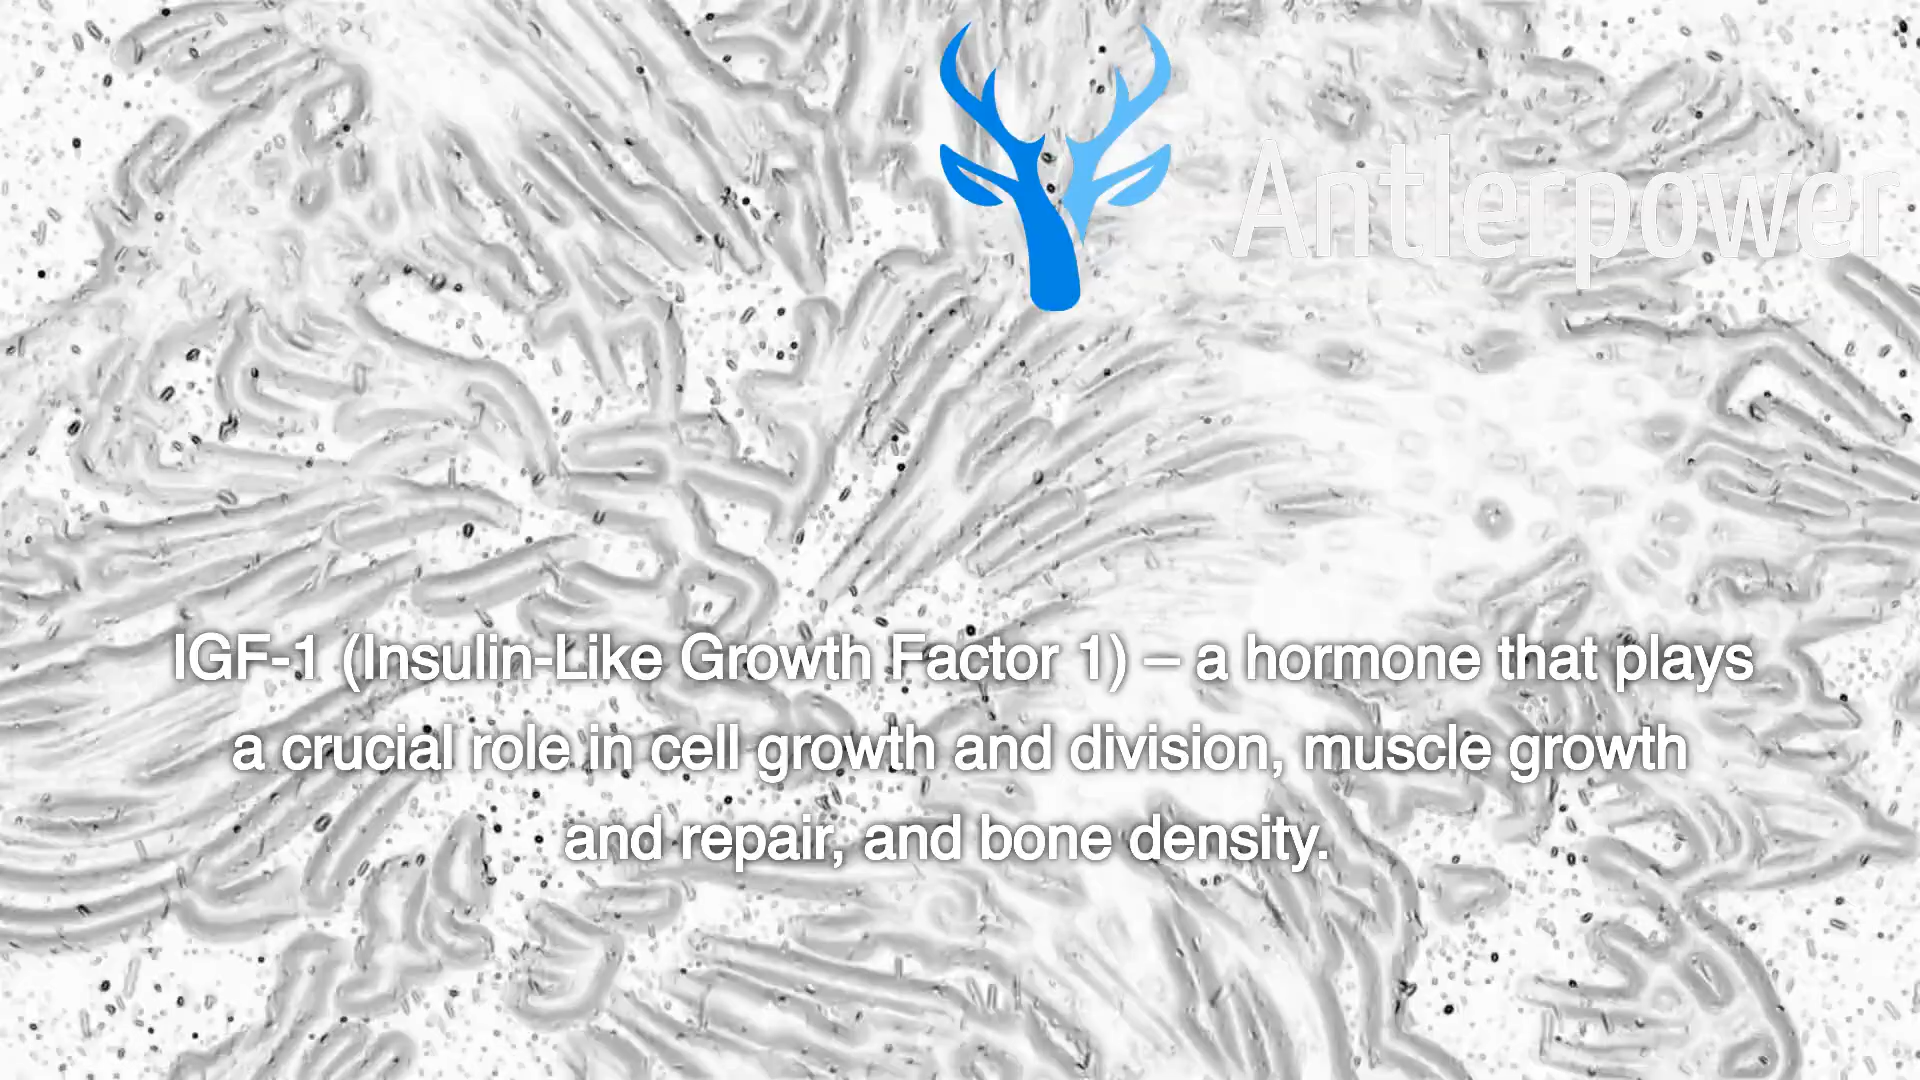 Antlerpower
IGF-1 (Insulin-Like Growth Factor 1) – a hormone that plays
a crucial role in cell growth and division, muscle growth
and repair, and bone density.